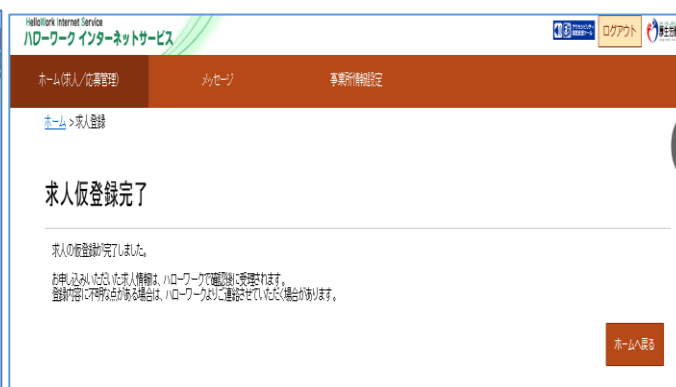 HelloWork Internet Service
ハローワーク インターネットサービス
ログアウト
ホーム(求人/応募管理)
メッセージ
事業所情報設定
ホーム > 求人登録
求人仮登録完了
求人の仮登録が完了しました。
お申し込みいただいた求人情報は、ハローワークで確認後に受理されます。
登録内容に不明な点がある場合は、ハローワークよりご連絡させていただく場合があります。
ホームへ戻る